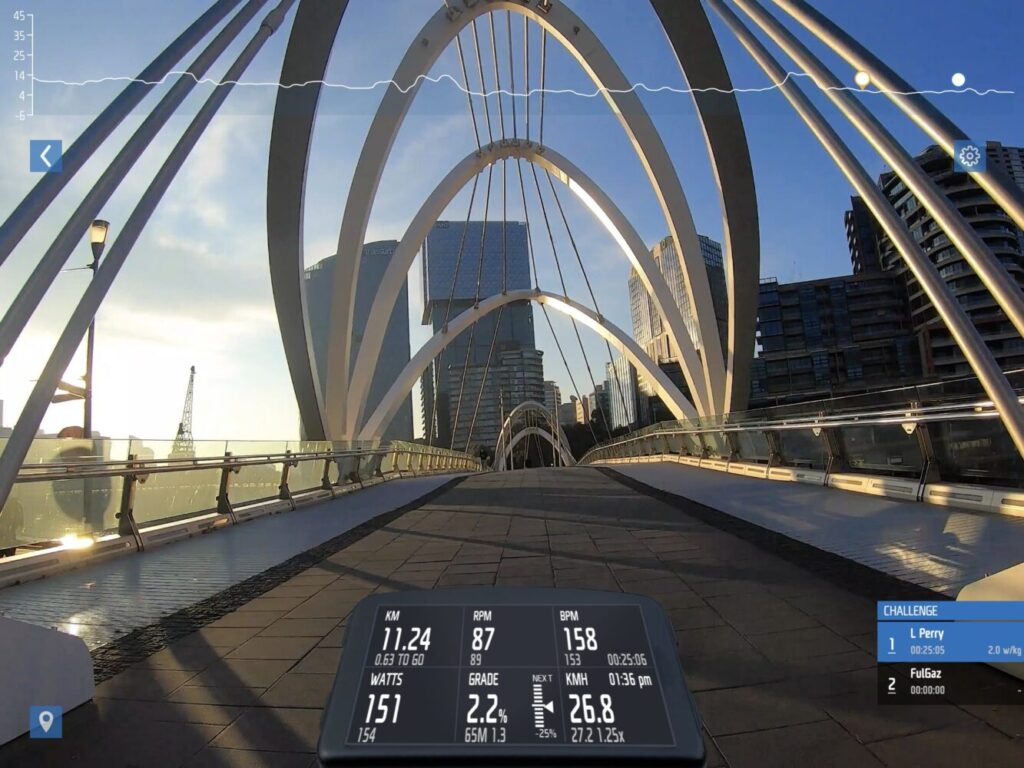 45
35
25
14
4
-6
CHALLENGE
1 L Perry
00:25:05 2.0 w/kg
2 FulGaz
00:00:00 -
KM RPM BPM
11.24 87 158
0.63 TO GO 89 153 00:25:06
WATTS GRADE NEXT KMH 01:36 pm
151 2.2% 26.8
154 65M 1.3 -25% 27.2 1.25x